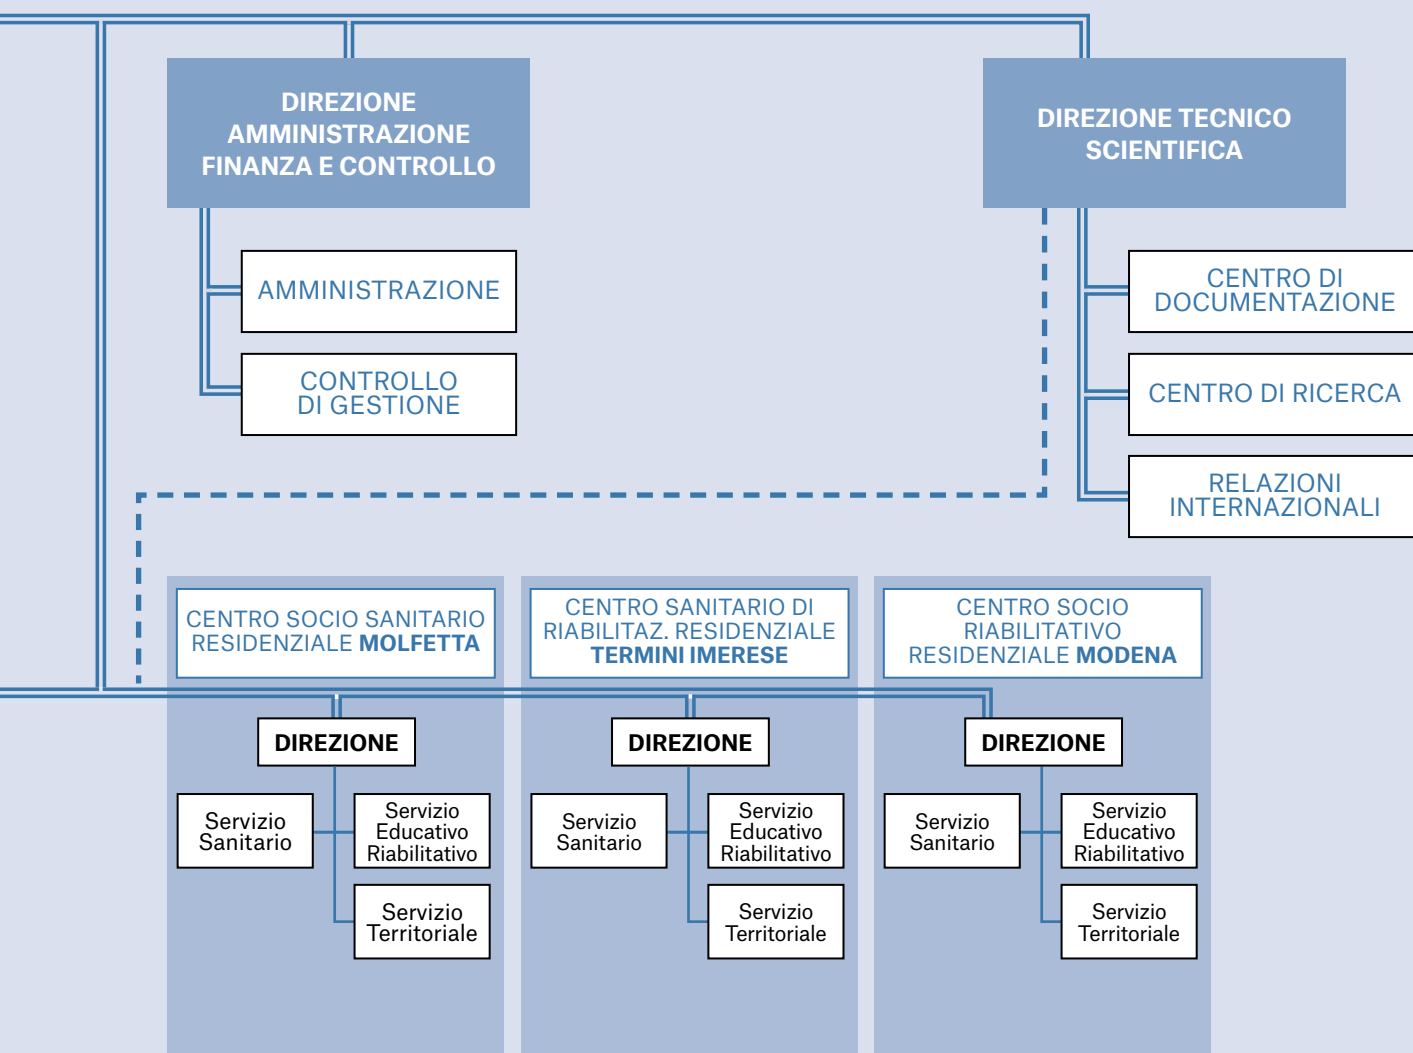 DIREZIONE
AMMINISTRAZIONE
FINANZA E CONTROLLO
DIREZIONE TECNICO
SCIENTIFICA
AMMINISTRAZIONE
CONTROLLO
DI GESTIONE
CENTRO DI
DOCUMENTAZIONE
CENTRO DI RICERCA
RELAZIONI
INTERNAZIONALI
CENTRO SOCIO SANITARIO
RESIDENZIALE MOLFETTA
DIREZIONE
Servizio
Sanitario
Servizio
Educativo
Riabilitativo
Servizio
Territoriale
CENTRO SANITARIO DI
RIABILITAZ. RESIDENZIALE
TERMINI IMERESE
DIREZIONE
Servizio
Sanitario
Servizio
Educativo
Riabilitativo
Servizio
Territoriale
CENTRO SOCIO
RIABILITATIVO
RESIDENZIALE MODENA
DIREZIONE
Servizio
Sanitario
Servizio
Educativo
Riabilitativo
Servizio
Territoriale